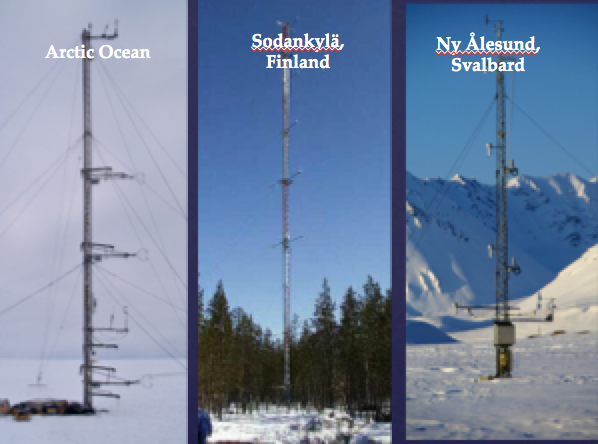 Arctic Ocean
Sodankylä,
Finland
Ny Ålesund,
Svalbard